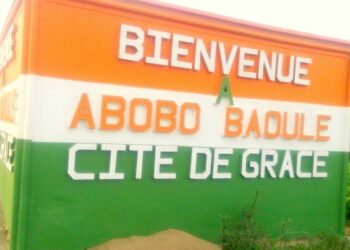 BIENVENUE
A
ABOBO BAOULE
CITE DE GRACE